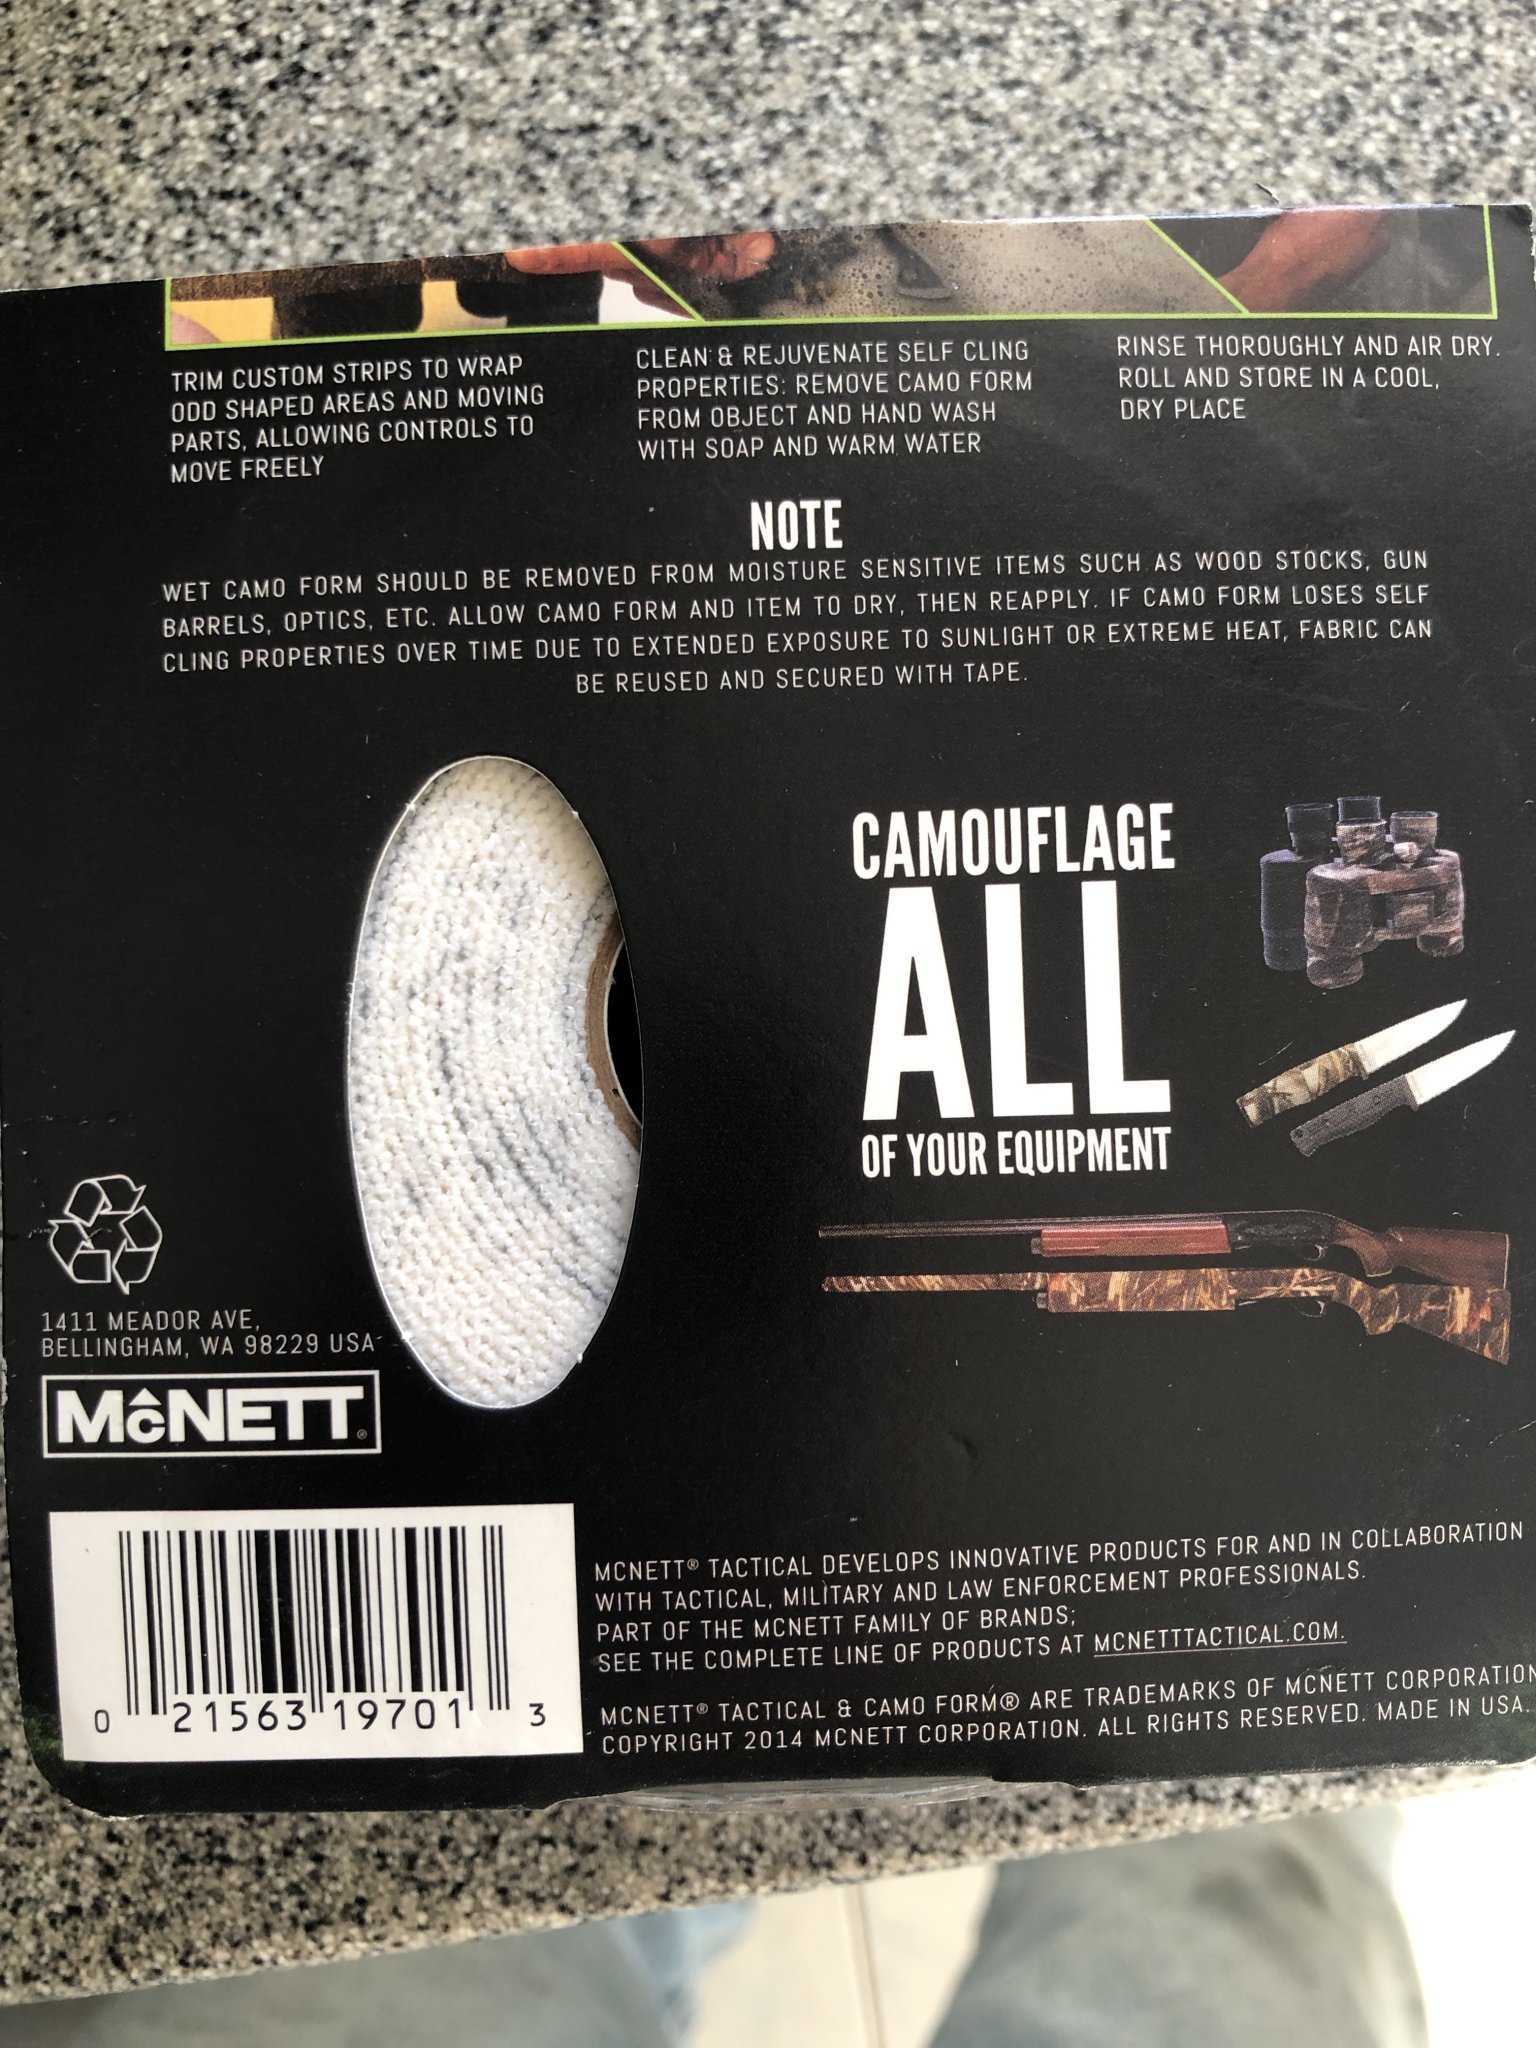 TRIM CUSTOM STRIPS TO WRAP
ODD SHAPED AREAS AND MOVING
PARTS, ALLOWING CONTROLS TO
MOVE FREELY
CLEAN & REJUVENATE SELF CLING
PROPERTIES: REMOVE CAMO FORM
FROM OBJECT AND HAND WASH
WITH SOAP AND WARM WATER
RINSE THOROUGHLY AND AIR DRY.
ROLL AND STORE IN A COOL,
DRY PLACE
NOTE
WET CAMO FORM SHOULD BE REMOVED FROM MOISTURE SENSITIVE ITEMS SUCH AS WOOD STOCKS, GUN
BARRELS, OPTICS, ETC. ALLOW CAMO FORM AND ITEM TO DRY, THEN REAPPLY. IF CAMO FORM LOSES SELF
CLING PROPERTIES OVER TIME DUE TO EXTENDED EXPOSURE TO SUNLIGHT OR EXTREME HEAT, FABRIC CAN
BE REUSED AND SECURED WITH TAPE.
CAMOUFLAGE
ALL
OF YOUR EQUIPMENT
1411 MEADOR AVE,
BELLINGHAM, WA 98229 USA
McNETT®
0 21563 19701 3
MCNETT® TACTICAL DEVELOPS INNOVATIVE PRODUCTS FOR AND IN COLLABORATION
WITH TACTICAL, MILITARY AND LAW ENFORCEMENT PROFESSIONALS.
PART OF THE MCNETT FAMILY OF BRANDS;
SEE THE COMPLETE LINE OF PRODUCTS AT MCNETTTACTICAL.COM.
MCNETT® TACTICAL & CAMO FORM® ARE TRADEMARKS OF MCNETT CORPORATION
COPYRIGHT 2014 MCNETT CORPORATION. ALL RIGHTS RESERVED. MADE IN USA.